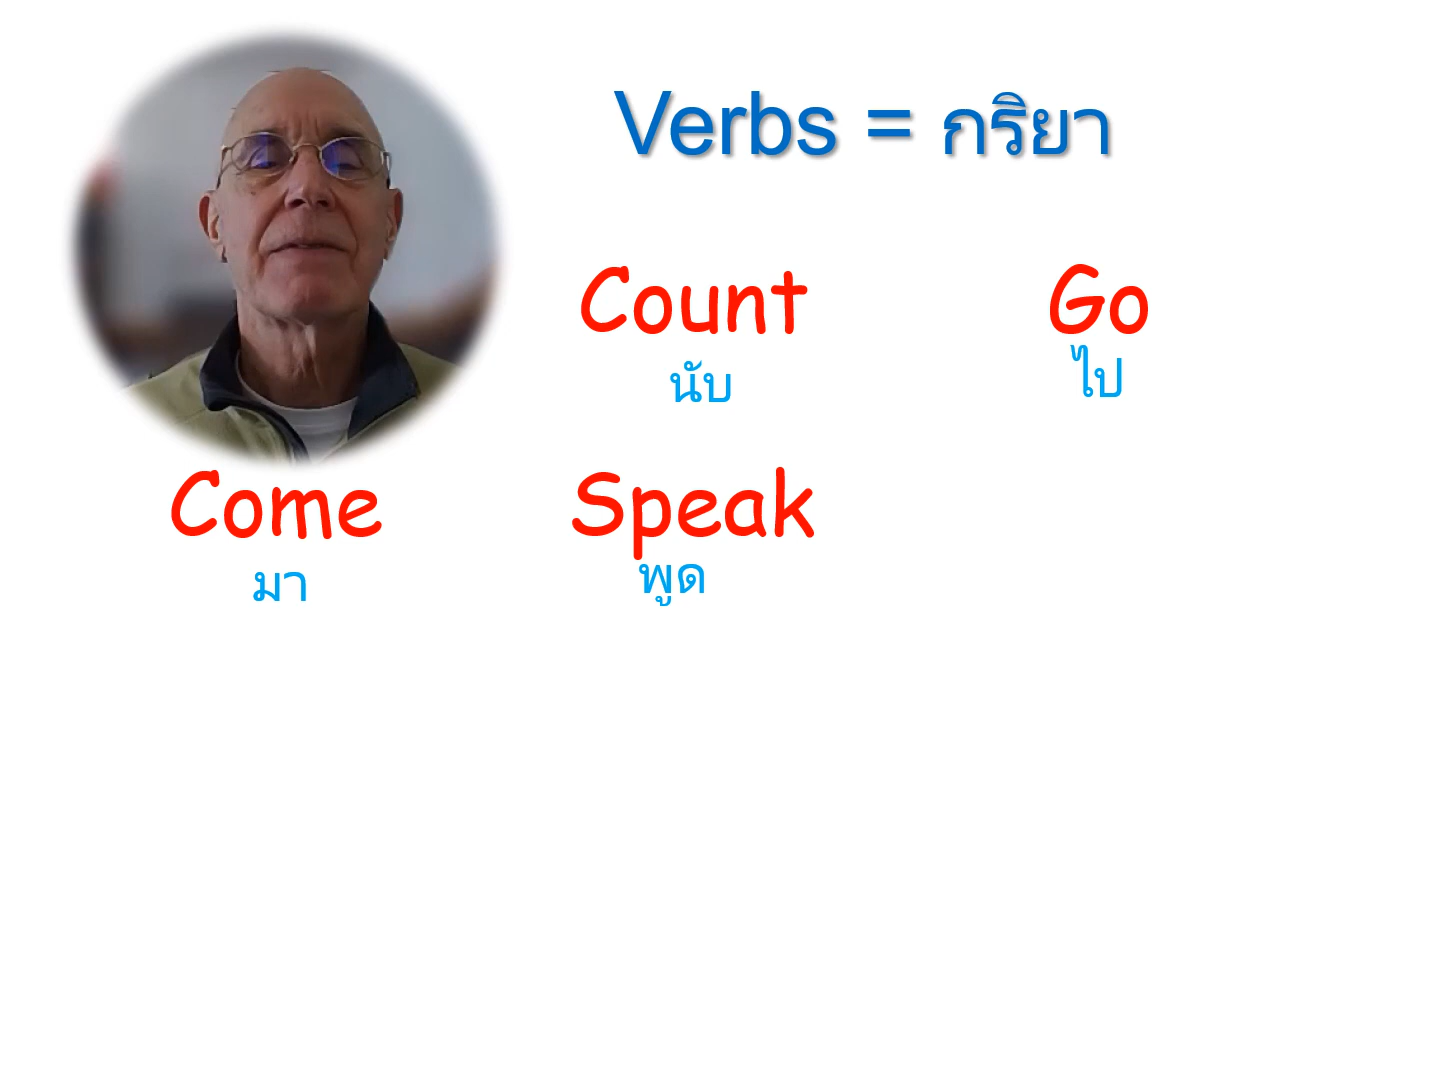 Verbs = กริยา
Count
นับ
Go
ไป
Come
มา
Speak
พูด